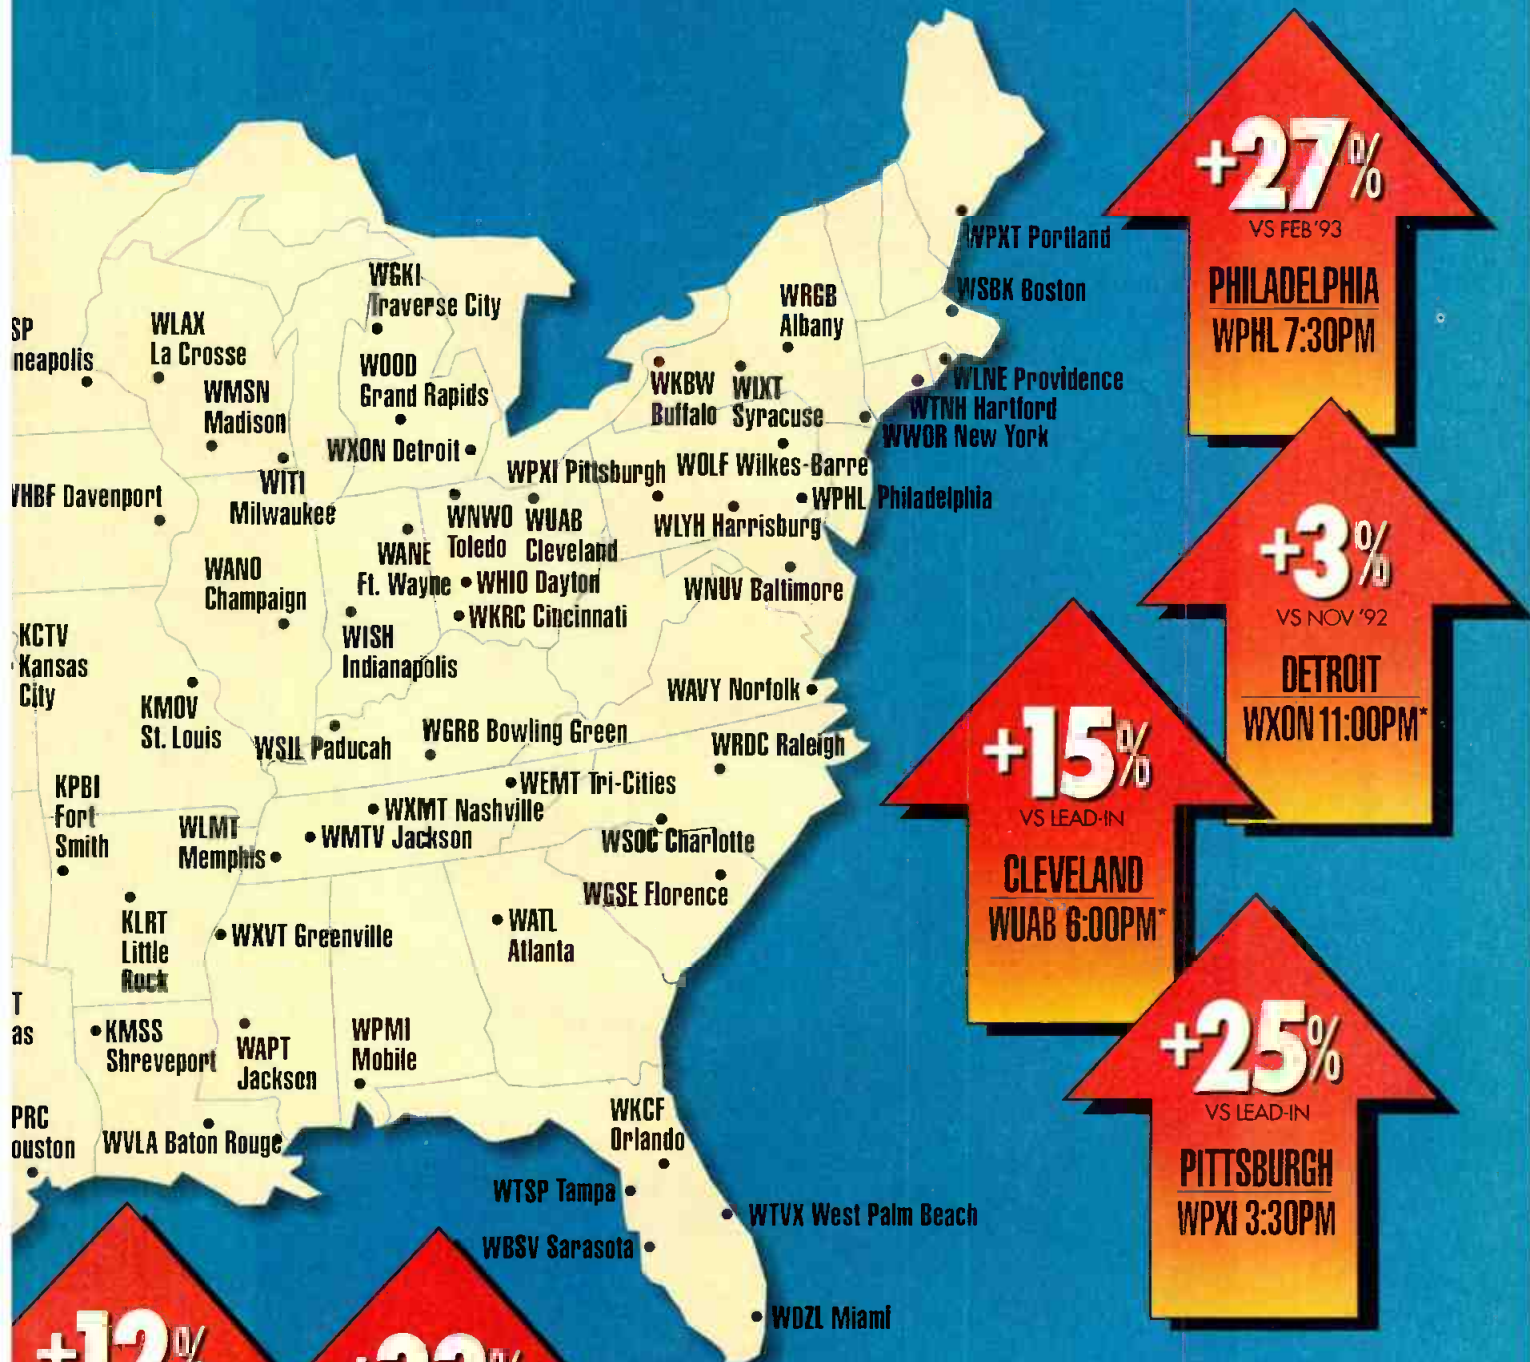 WPXT Portland
WSBK Boston
WRGB
Albany
WGKI
Traverse City
WLAX
La Crosse
SP
neapolis
WOOD
Grand Rapids
WMSN
Madison
WKBW
Buffalo
WIXT
Syracuse
WLNE Providence
WTNH Hartford
WWOR New York
WXON Detroit
WPXI Pittsburgh
WOLF Wilkes-Barre
WITI
Milwaukee
WHBF Davenport
WPHL Philadelphia
WNWO
Toledo
WUAB
Cleveland
WLYH Harrisburg
WANE
Ft. Wayne
WHIO Dayton
WNUV Baltimore
WANO
Champaign
WKRC Cincinnati
KCTV
Kansas
City
WISH
Indianapolis
WAVY Norfolk
KMOV
St. Louis
WSIL Paducah
WGRB Bowling Green
WRDC Raleigh
KPBI
Fort
Smith
WEMT Tri-Cities
WXMT Nashville
WLMT
Memphis
WMTV Jackson
WSOC Charlotte
WGSE Florence
KLRT
Little
Rock
WXVT Greenville
WATL
Atlanta
T
as
KMSS
Shreveport
WAPT
Jackson
WPMI
Mobile
PRC
ouston
WVLA Baton Rouge
WKCF
Orlando
WTSP Tampa
WTVX West Palm Beach
WBSV Sarasota
WDZL Miami
+27%
VS FEB '93
PHILADELPHIA
WPHL 7:30PM
+3%
VS NOV '92
DETROIT
WXON 11:00PM*
+15%
VS LEAD-IN
CLEVELAND
WUAB 6:00PM*
+25%
VS LEAD-IN
PITTSBURGH
WPXI 3:30PM
+12%